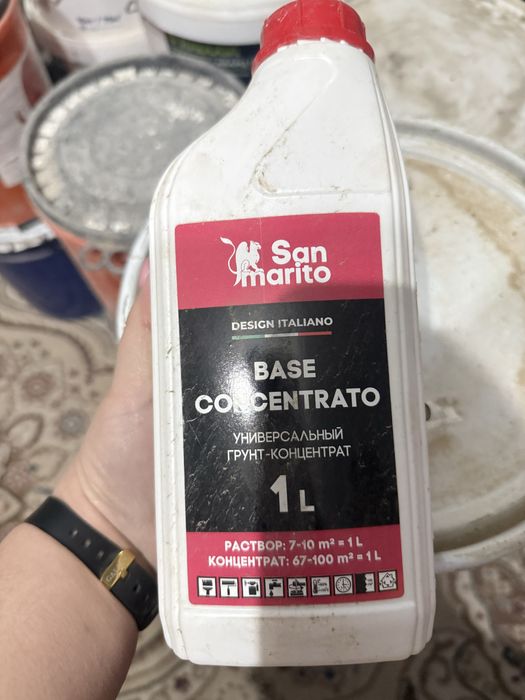 San
marito
DESIGN ITALIANO
BASE
CONCENTRATO
УНИВЕРСАЛЬНЫЙ
ГРУНТ-КОНЦЕНТРАТ
1 L
РАСТВОР: 7-10 m² = 1 L
КОНЦЕНТРАТ: 67-100 m² = 1 L